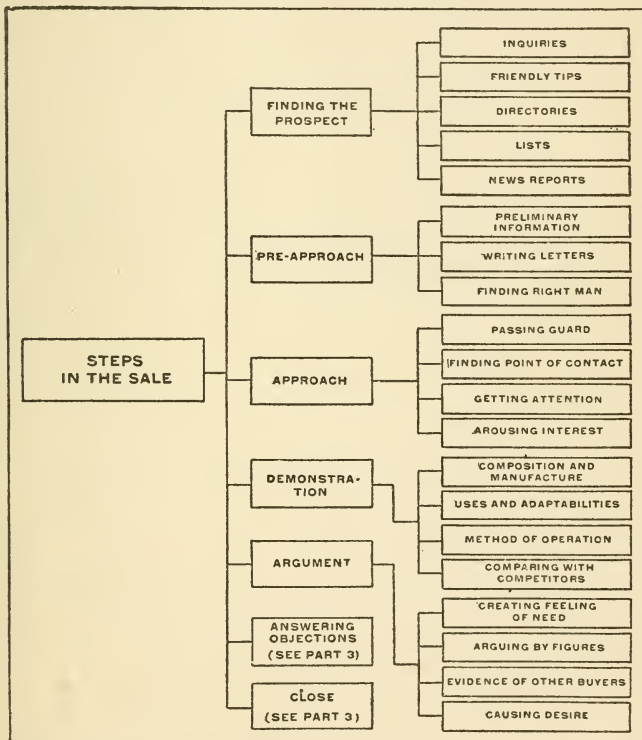 STEPS
IN THE SALE
FINDING THE
PROSPECT
INQUIRIES
FRIENDLY TIPS
DIRECTORIES
LISTS
NEWS REPORTS
PRE-APPROACH
PRELIMINARY
INFORMATION
WRITING LETTERS
FINDING RIGHT MAN
APPROACH
PASSING GUARD
FINDING POINT OF CONTACT
GETTING ATTENTION
AROUSING INTEREST
DEMONSTRA-
TION
COMPOSITION AND
MANUFACTURE
USES AND ADAPTABILITIES
METHOD OF OPERATION
COMPARING WITH
COMPETITORS
ARGUMENT
CREATING FEELING
OF NEED
ARGUING BY FIGURES
EVIDENCE OF OTHER BUYERS
CAUSING DESIRE
ANSWERING
OBJECTIONS
(SEE PART 3)
CLOSE
(SEE PART 3)